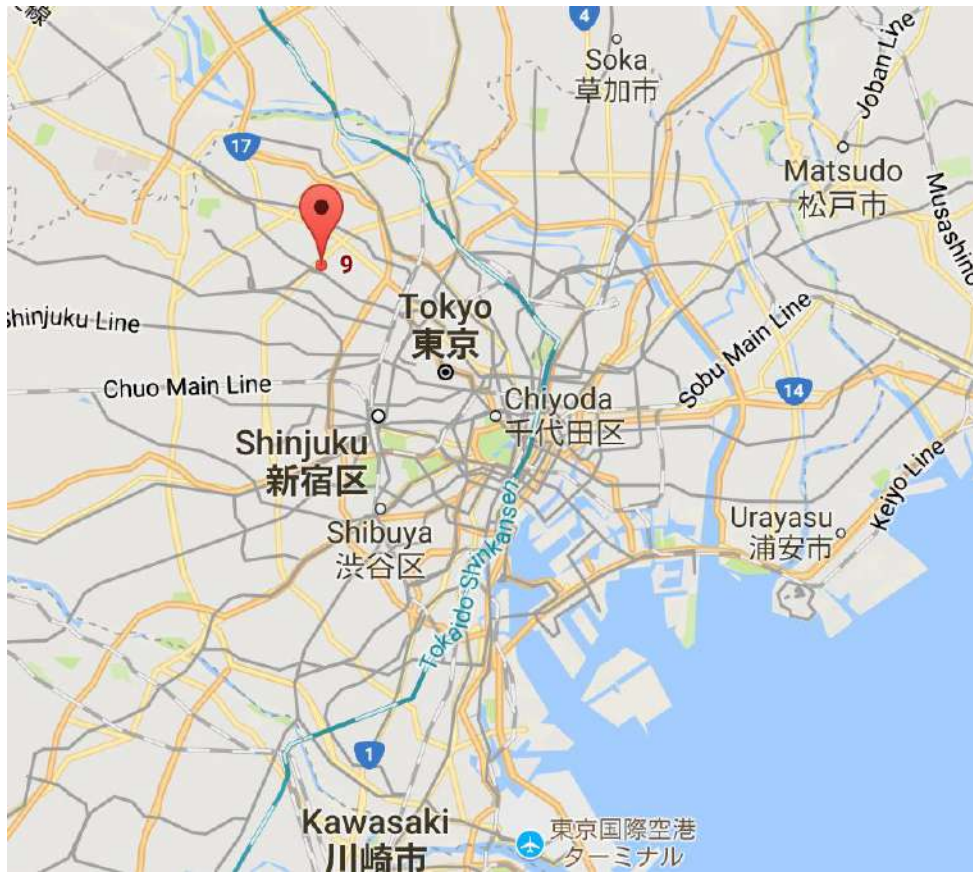 線
4
Soka
草加市
Joban Line
17
Matsudo
松戸市
Musashino
9
Tokyo
東京
shinjuku Line
Sobu Main Line
Chuo Main Line
14
Chiyoda
千代田区
Shinjuku
新宿区
Keiyo Line
Shibuya
渋谷区
Urayasu
浦安市
Tokaido Shinkansen
1
Kawasaki
川崎市
東京国際空港
ターミナル